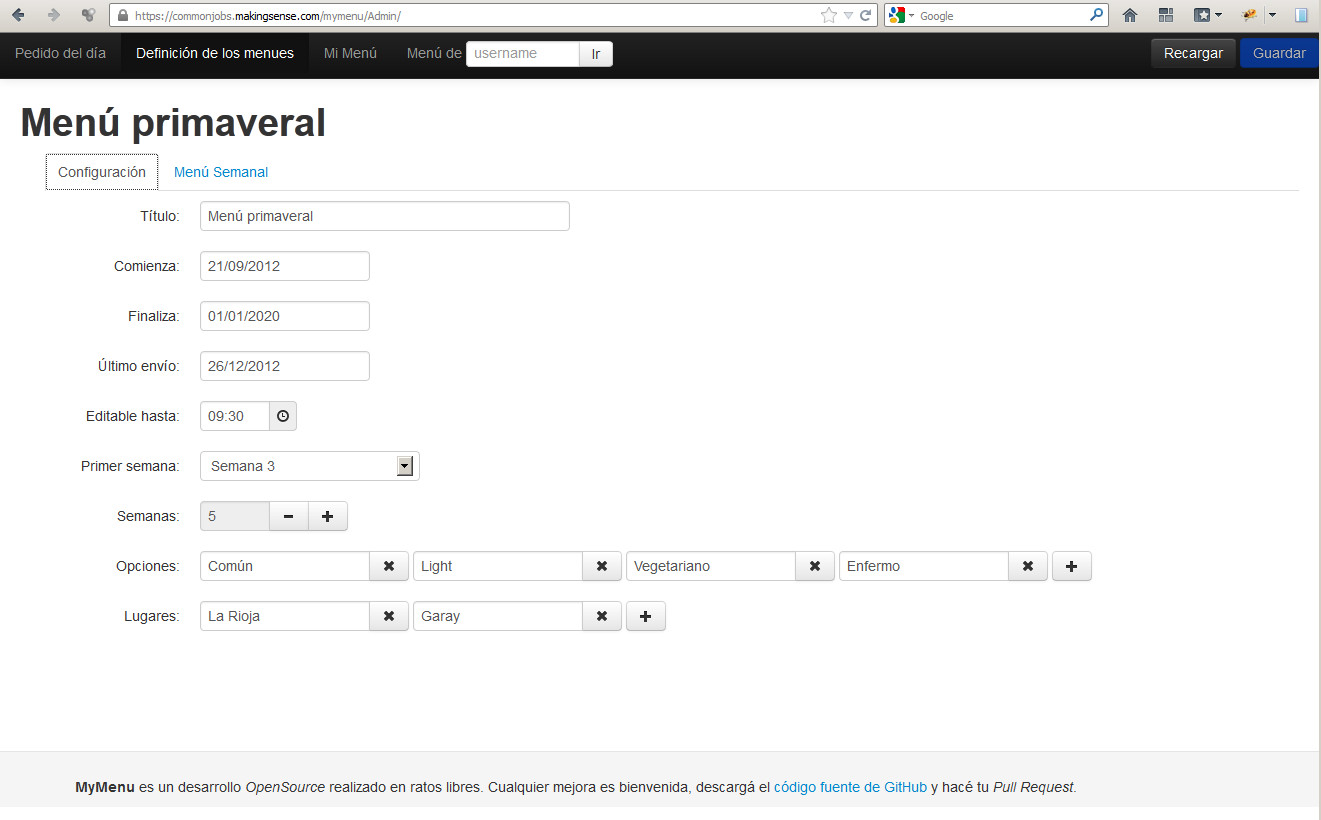 https://commonjobs.makingsense.com/mymenu/Admin/ Google
Pedido del día Definición de los menues Mi Menú Menú de username Ir Recargar Guardar
Menú primaveral
Configuración Menú Semanal
Título: Menú primaveral
Comienza: 21/09/2012
Finaliza: 01/01/2020
Último envío: 26/12/2012
Editable hasta: 09:30
Primer semana: Semana 3
Semanas: 5
Opciones: Común Light Vegetariano Enfermo
Lugares: La Rioja Garay
MyMenu es un desarrollo OpenSource realizado en ratos libres. Cualquier mejora es bienvenida, descargá el código fuente de GitHub y hacé tu Pull Request.